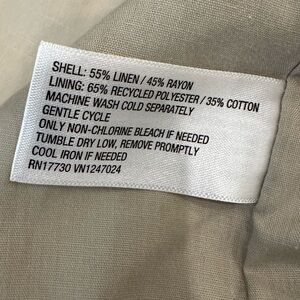 SHELL: 55% LINEN / 45% RAYON
LINING: 65% RECYCLED POLYESTER / 35% COTTON
MACHINE WASH COLD SEPARATELY
GENTLE CYCLE
ONLY NON-CHLORINE BLEACH IF NEEDED
TUMBLE DRY LOW, REMOVE PROMPTLY
COOL IRON IF NEEDED
RN17730 VN1247024